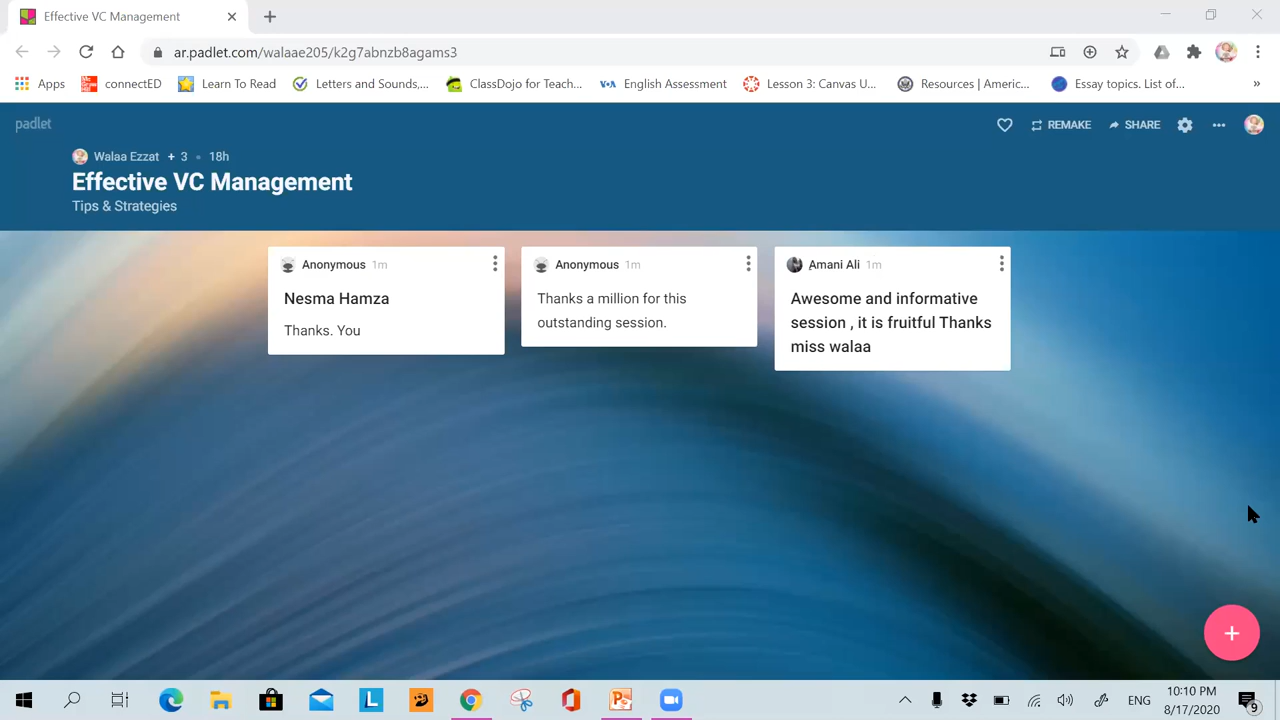 Effective VC Management
ar.padlet.com/walaae205/k2g7abnzb8agams3
Apps
connectED
Learn To Read
Letters and Sounds,...
ClassDojo for Teach...
VOA English Assessment
Lesson 3: Canvas U...
Resources | Americ...
Essay topics. List of...
»
padlet
REMAKE
SHARE
Walaa Ezzat + 3 • 18h
Effective VC Management
Tips & Strategies
Anonymous 1m
Nesma Hamza
Thanks. You
Anonymous 1m
Thanks a million for this
outstanding session.
Amani Ali 1m
Awesome and informative
session , it is fruitful Thanks
miss walaa
ENG
10:10 PM
8/17/2020
9